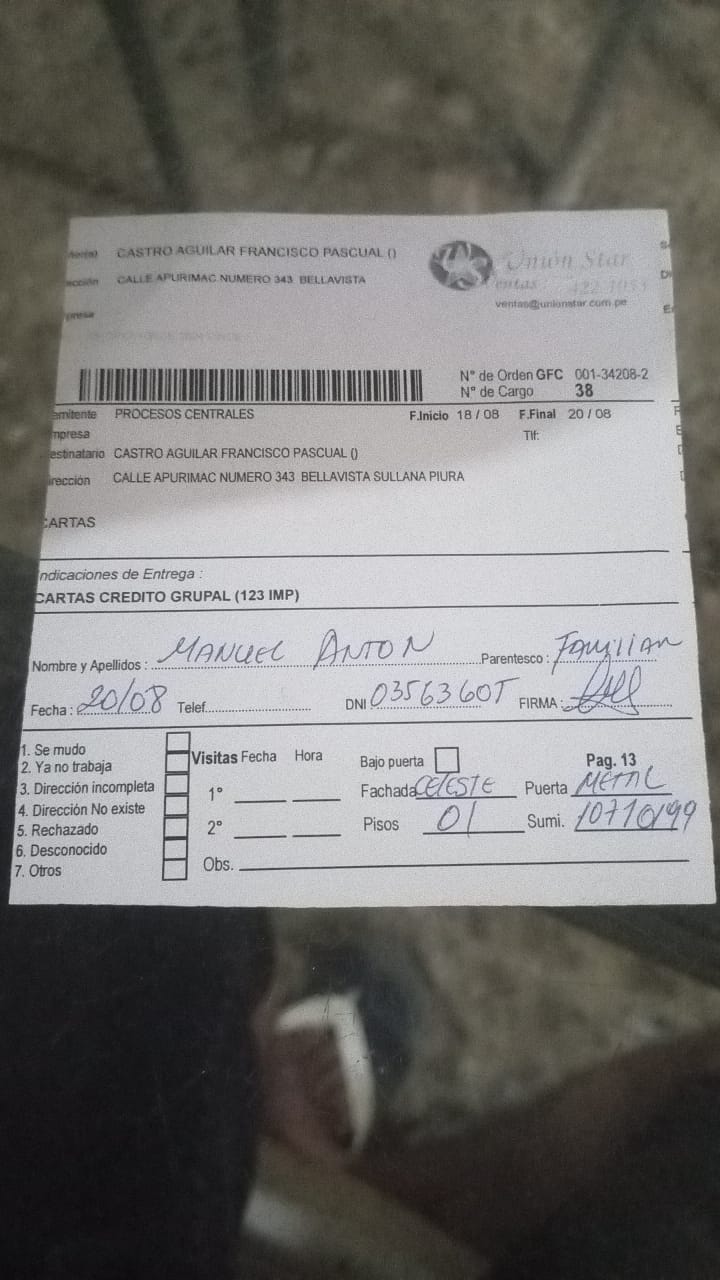 CASTRO AGUILAR FRANCISCO PASCUAL ()
Unión Star
CALLE APURIMAC NUMERO 343 BELLAVISTA
Ventas:
ventas@unionstar.com.pe
N° de Orden GFC 001-34208-2
N° de Cargo 38
emitente PROCESOS CENTRALES F.Inicio 18 / 08 F.Final 20 / 08
mpresa Tlf:
estinatario CASTRO AGUILAR FRANCISCO PASCUAL ()
irección CALLE APURIMAC NUMERO 343 BELLAVISTA SULLANA PIURA
CARTAS
ndicaciones de Entrega :
CARTAS CREDITO GRUPAL (123 IMP)
Nombre y Apellidos : MANUEL ANTON Parentesco : FAMILIAR
Fecha : 20/08 Telef. DNI FIRMA :
1. Se mudo
2. Ya no trabaja
3. Dirección incompleta
4. Dirección No existe
5. Rechazado
6. Desconocido
7. Otros
Visitas Fecha Hora
1°
2°
Obs.
Bajo puerta Pag. 13
Fachada CELESTE Puerta METAL
Pisos 01 Sumi. 10710199